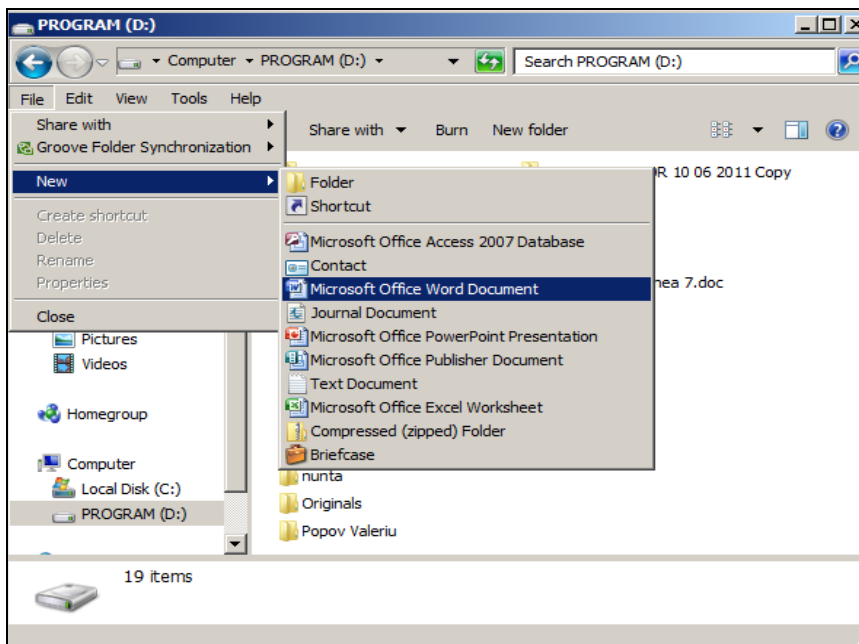 PROGRAM (D:)
Computer PROGRAM (D:) Search PROGRAM (D:)
File Edit View Tools Help
Share with
Groove Folder Synchronization
New
Create shortcut
Delete
Rename
Properties
Close
Share with Burn New folder
R 10 06 2011 Copy
Folder
Shortcut
Microsoft Office Access 2007 Database
Contact
Microsoft Office Word Document
Journal Document
Microsoft Office PowerPoint Presentation
Microsoft Office Publisher Document
Text Document
Microsoft Office Excel Worksheet
Compressed (zipped) Folder
Briefcase
nea 7.doc
Pictures
Videos
Homegroup
Computer
Local Disk (C:)
PROGRAM (D:)
nunta
Originals
Popov Valeriu
19 items